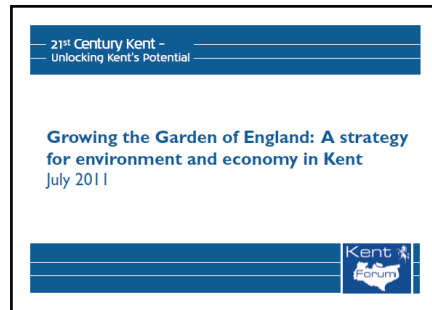 21st Century Kent –
Unlocking Kent's Potential
Growing the Garden of England: A strategy
for environment and economy in Kent
July 2011
Kent
Forum